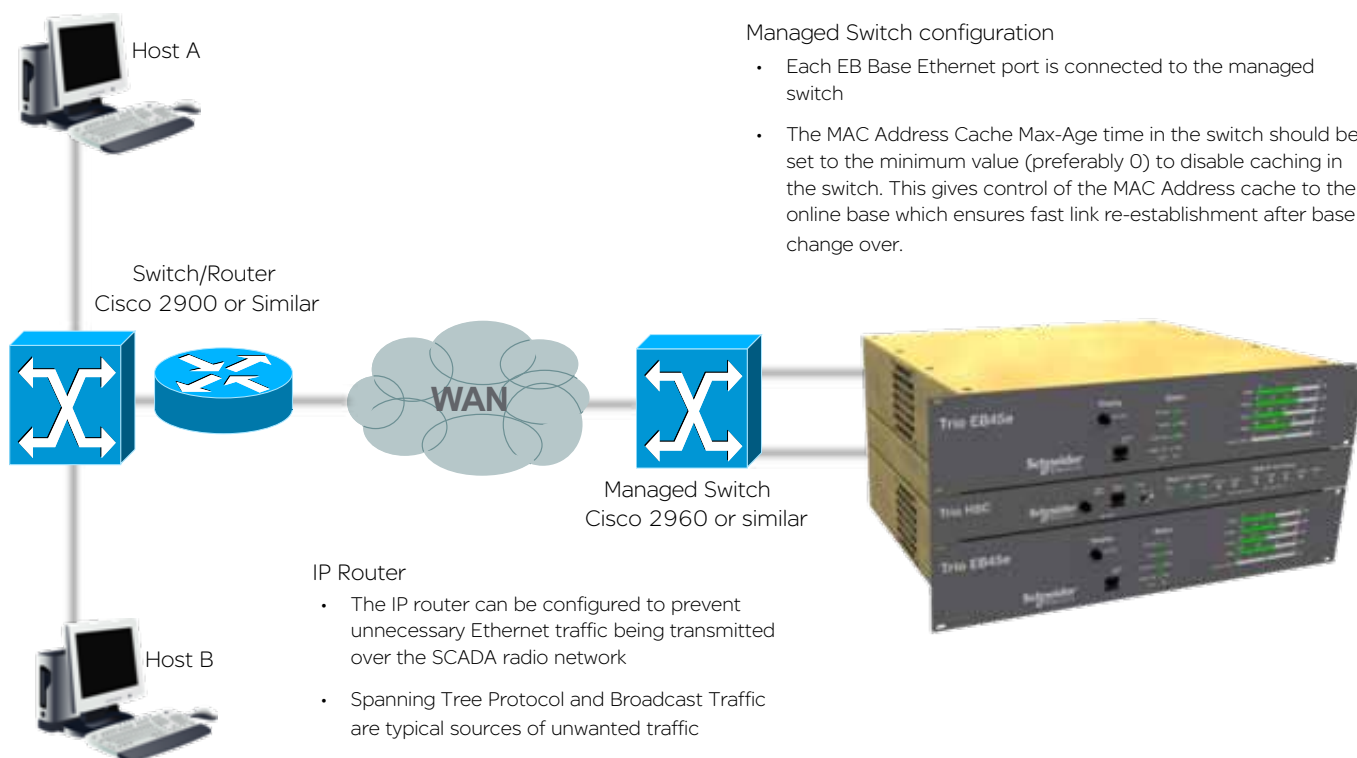 Host A
Managed Switch configuration
• Each EB Base Ethernet port is connected to the managed
switch
• The MAC Address Cache Max-Age time in the switch should be
set to the minimum value (preferably 0) to disable caching in
the switch. This gives control of the MAC Address cache to the
online base which ensures fast link re-establishment after base
change over.
Switch/Router
Cisco 2900 or Similar
WAN
Managed Switch
Cisco 2960 or similar
Trio EB45e
Schneider
Trio HSC
Schneider
Trio EB45e
Schneider
IP Router
• The IP router can be configured to prevent
unnecessary Ethernet traffic being transmitted
over the SCADA radio network
• Spanning Tree Protocol and Broadcast Traffic
are typical sources of unwanted traffic
Host B